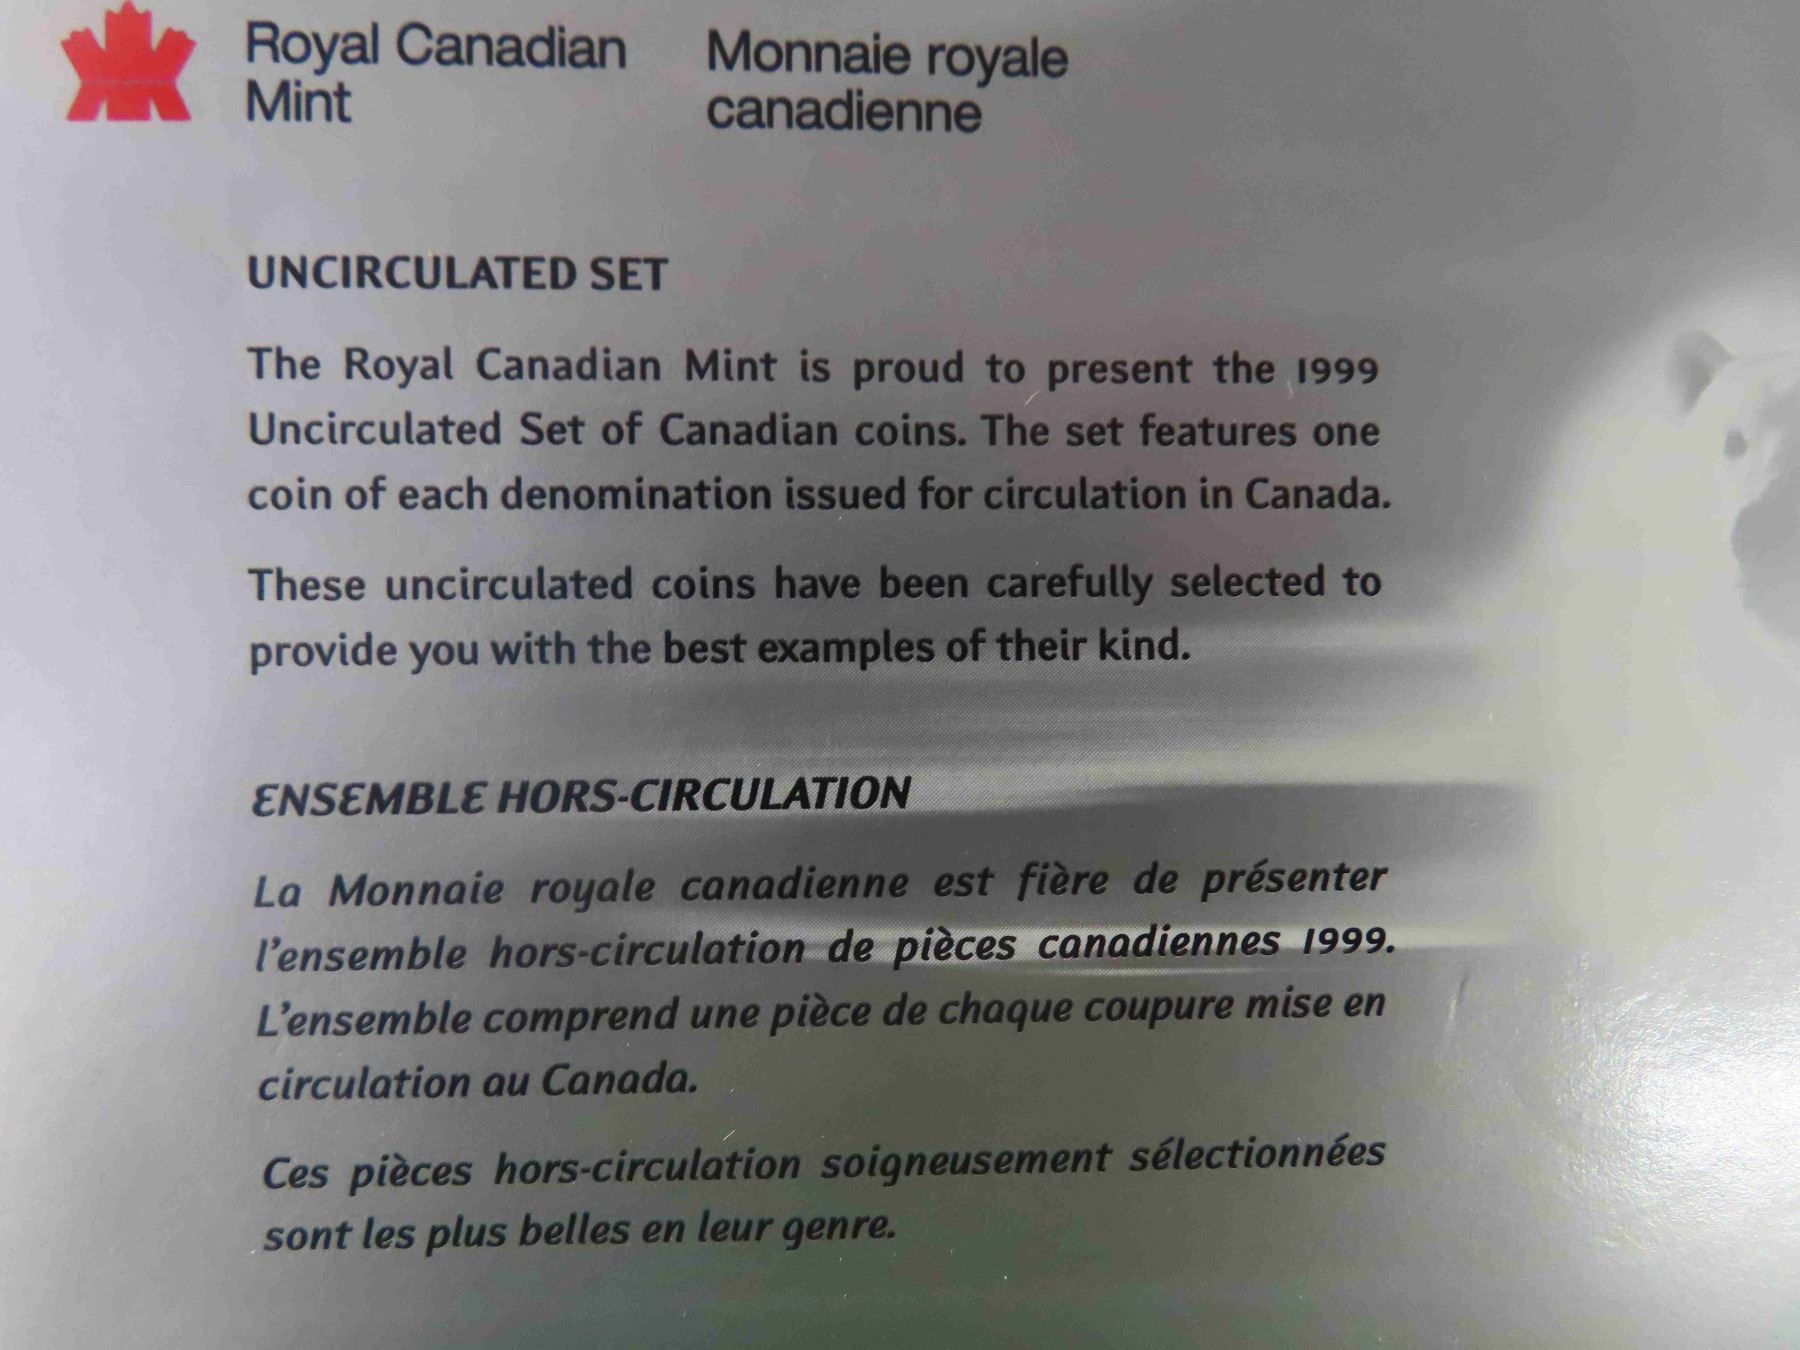 Royal Canadian
Mint
Monnaie royale
canadienne
UNCIRCULATED SET
The Royal Canadian Mint is proud to present the 1999
Uncirculated Set of Canadian coins. The set features one
coin of each denomination issued for circulation in Canada.
These uncirculated coins have been carefully selected to
provide you with the best examples of their kind.
ENSEMBLE HORS-CIRCULATION
La Monnaie royale canadienne est fière de présenter
l'ensemble hors-circulation de pièces canadiennes 1999.
L'ensemble comprend une pièce de chaque coupure mise en
circulation au Canada.
Ces pièces hors-circulation soigneusement sélectionnées
sont les plus belles en leur genre.